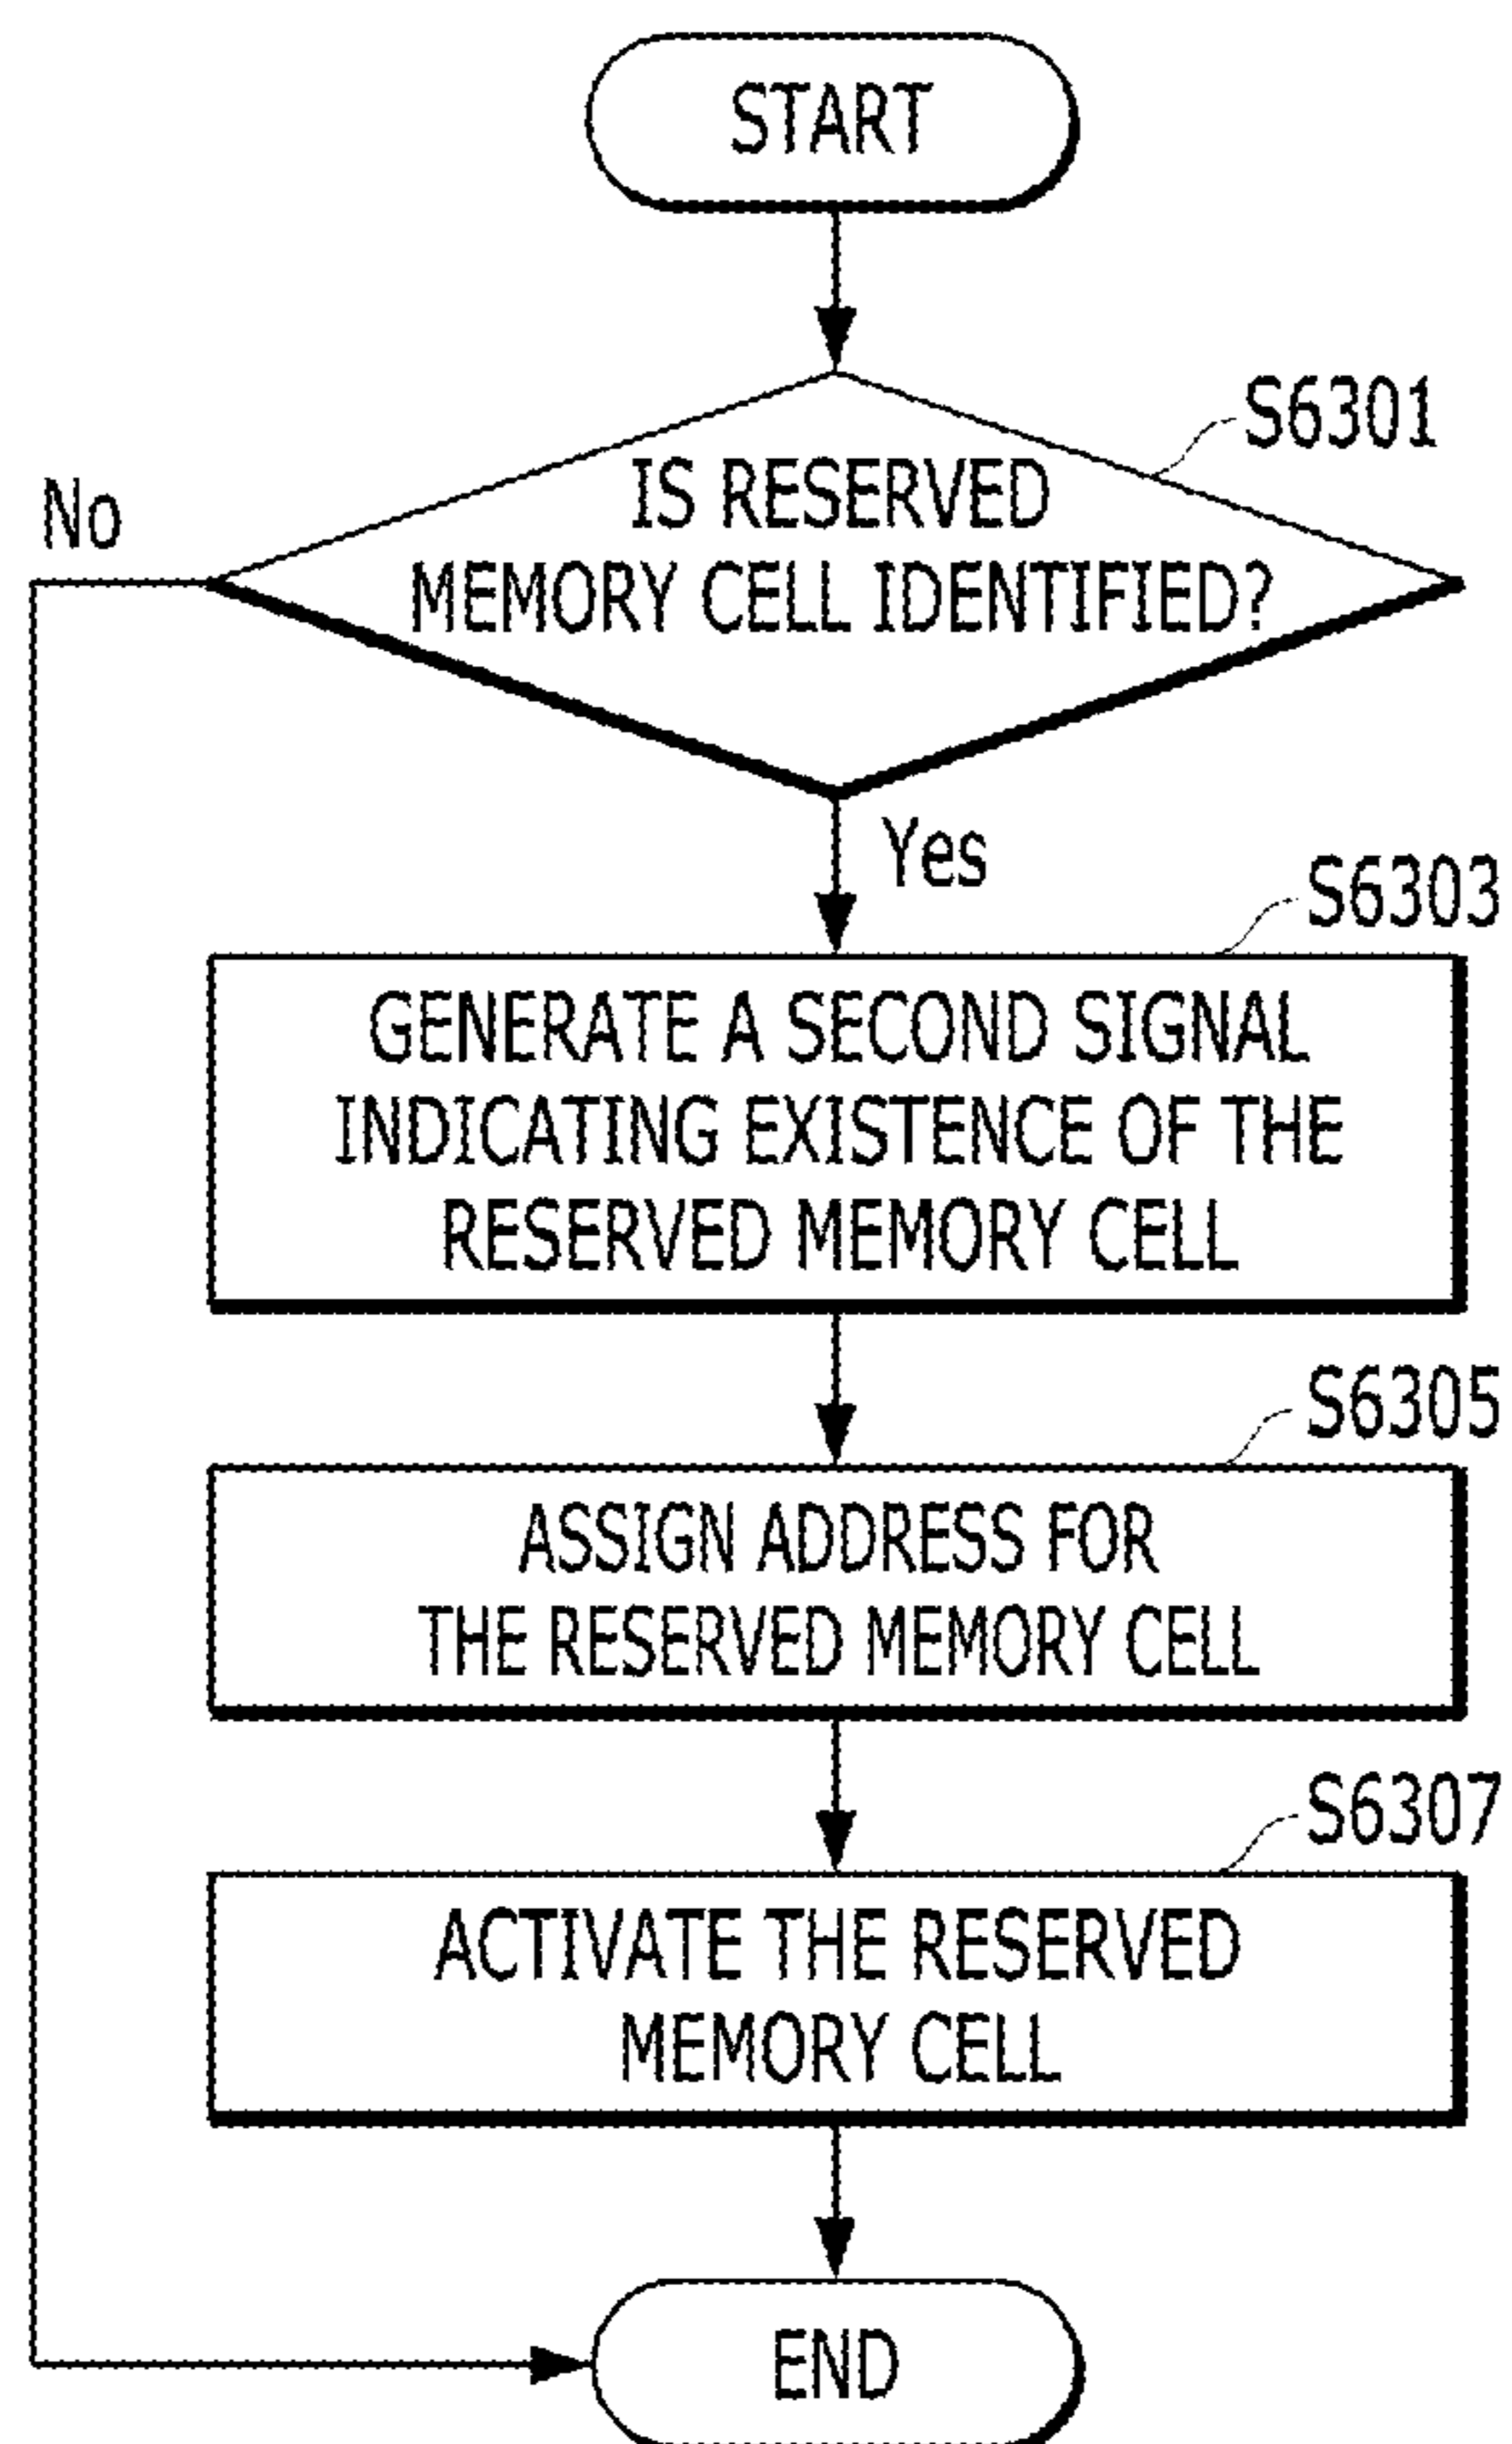 START
S6301
IS RESERVED
MEMORY CELL IDENTIFIED?
No
Yes
S6303
GENERATE A SECOND SIGNAL
INDICATING EXISTENCE OF THE
RESERVED MEMORY CELL
S6305
ASSIGN ADDRESS FOR
THE RESERVED MEMORY CELL
S6307
ACTIVATE THE RESERVED
MEMORY CELL
END